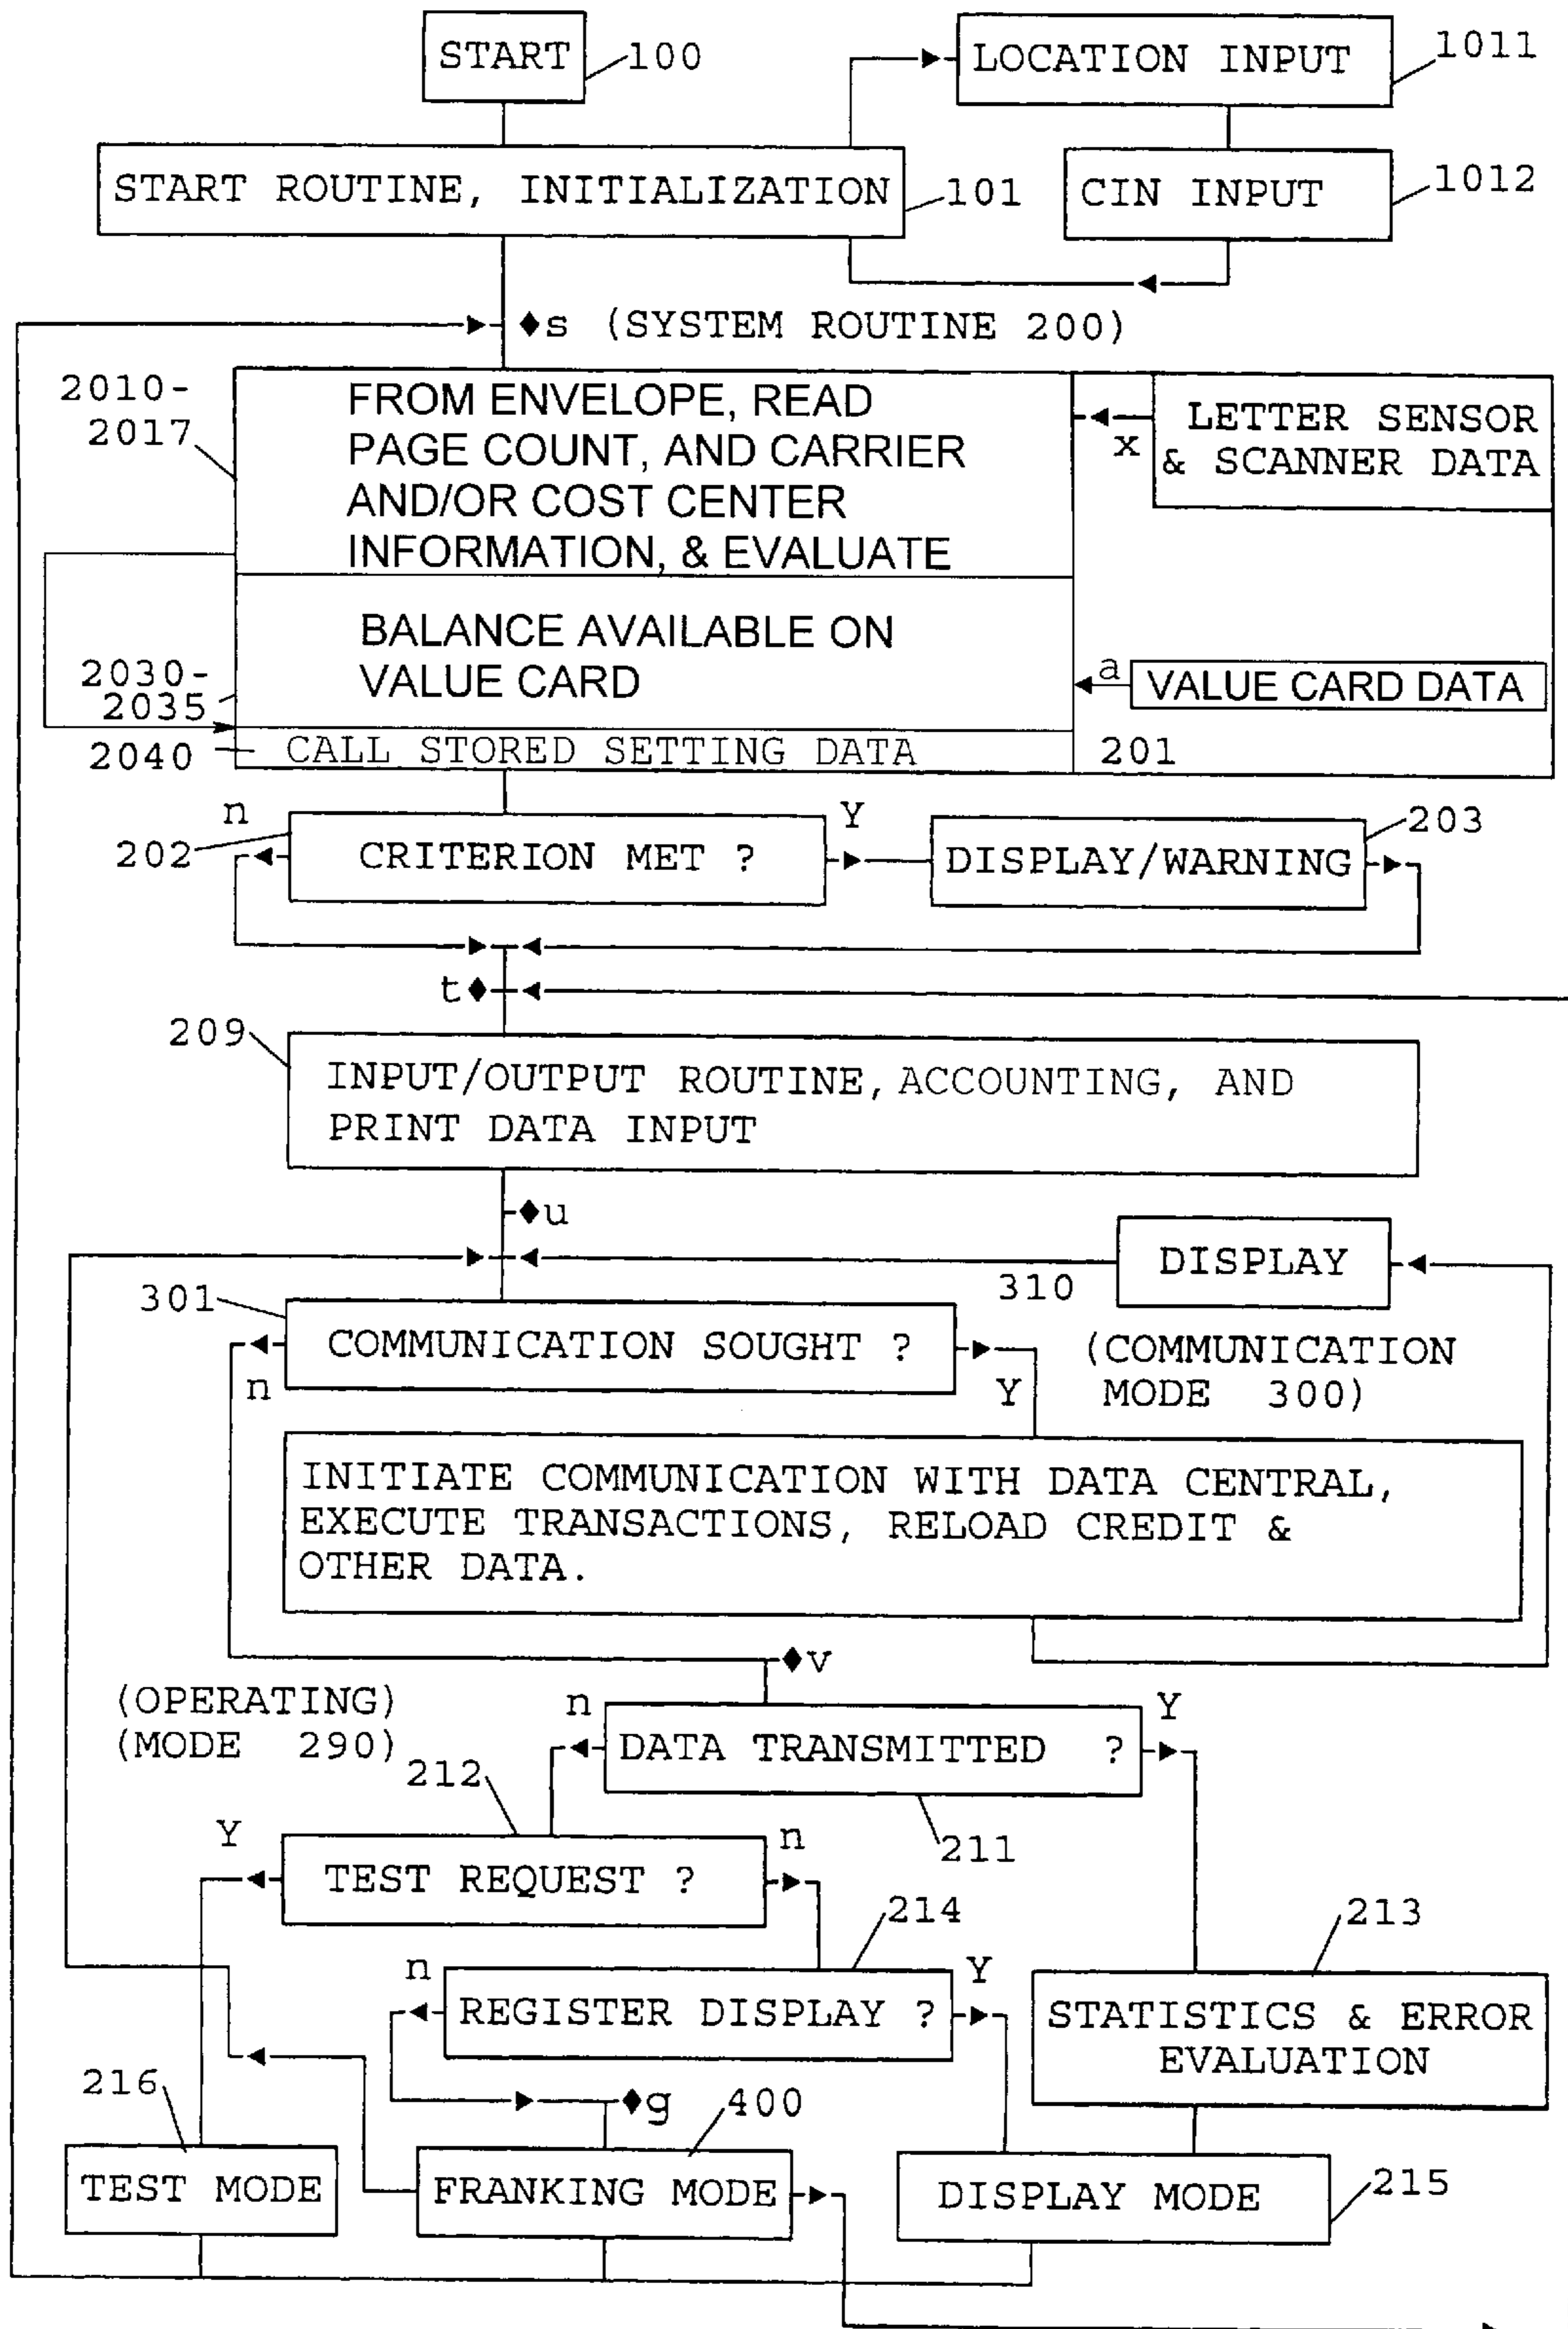 START
100
LOCATION INPUT
1011
START ROUTINE, INITIALIZATION
101
CIN INPUT
1012
♦s (SYSTEM ROUTINE 200)
2010-
2017
FROM ENVELOPE, READ
PAGE COUNT, AND CARRIER
AND/OR COST CENTER
INFORMATION, & EVALUATE
x
LETTER SENSOR
& SCANNER DATA
2030-
2035
BALANCE AVAILABLE ON
VALUE CARD
a
VALUE CARD DATA
2040
CALL STORED SETTING DATA
201
n
202
CRITERION MET ?
Y
DISPLAY/WARNING
203
t♦
209
INPUT/OUTPUT ROUTINE, ACCOUNTING, AND
PRINT DATA INPUT
♦u
DISPLAY
310
301
COMMUNICATION SOUGHT ?
n
Y
(COMMUNICATION
MODE 300)
INITIATE COMMUNICATION WITH DATA CENTRAL,
EXECUTE TRANSACTIONS, RELOAD CREDIT &
OTHER DATA.
♦v
(OPERATING)
(MODE 290)
n
DATA TRANSMITTED ?
Y
212
211
Y
TEST REQUEST ?
n
214
213
n
REGISTER DISPLAY ?
Y
STATISTICS & ERROR
EVALUATION
216
♦g
400
TEST MODE
FRANKING MODE
DISPLAY MODE
215